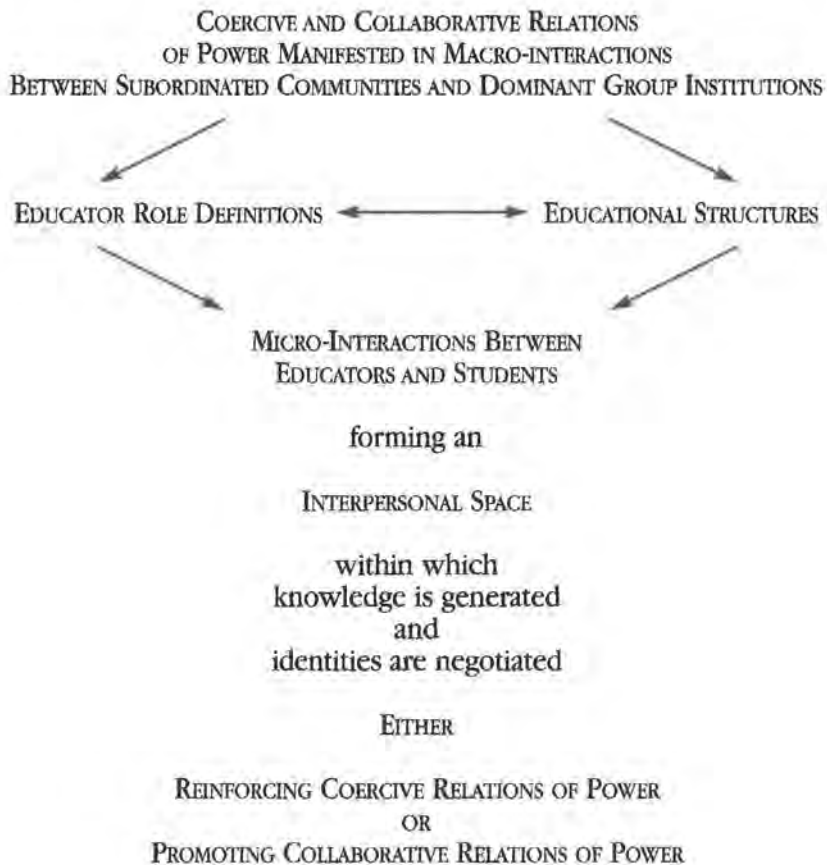 COERCIVE AND COLLABORATIVE RELATIONS
OF POWER MANIFESTED IN MACRO-INTERACTIONS
BETWEEN SUBORDINATED COMMUNITIES AND DOMINANT GROUP INSTITUTIONS
EDUCATOR ROLE DEFINITIONS EDUCATIONAL STRUCTURES
MICRO-INTERACTIONS BETWEEN
EDUCATORS AND STUDENTS
forming an
INTERPERSONAL SPACE
within which
knowledge is generated
and
identities are negotiated
EITHER
REINFORCING COERCIVE RELATIONS OF POWER
OR
PROMOTING COLLABORATIVE RELATIONS OF POWER